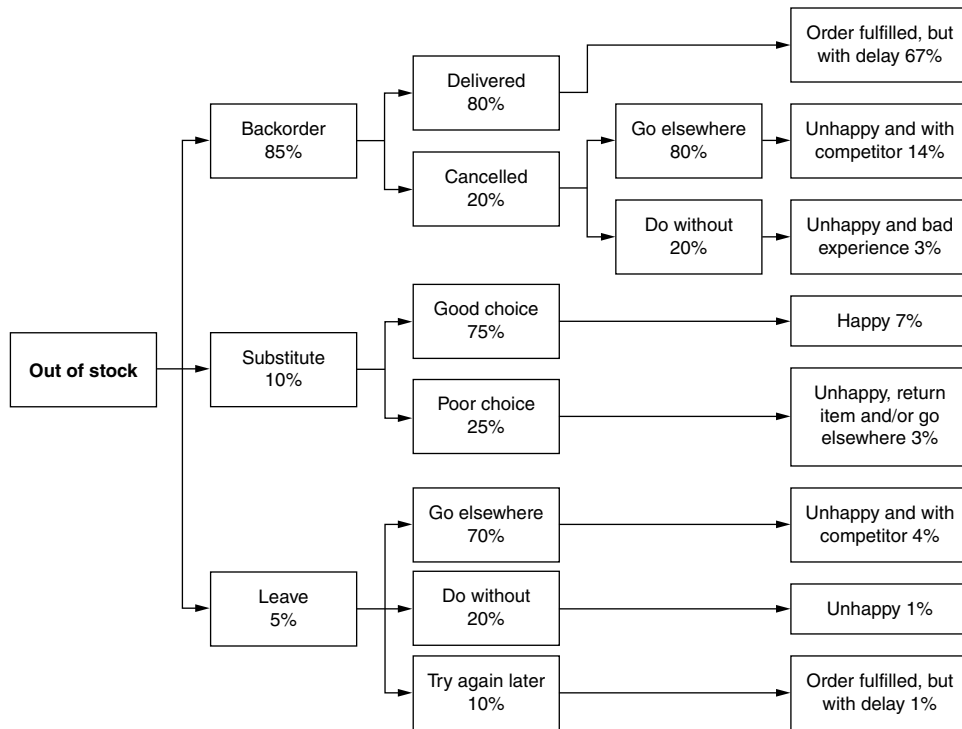 Out of stock
Backorder
85%
Delivered
80%
Order fulfilled, but
with delay 67%
Cancelled
20%
Go elsewhere
80%
Unhappy and with
competitor 14%
Do without
20%
Unhappy and bad
experience 3%
Substitute
10%
Good choice
75%
Happy 7%
Poor choice
25%
Unhappy, return
item and/or go
elsewhere 3%
Leave
5%
Go elsewhere
70%
Unhappy and with
competitor 4%
Do without
20%
Unhappy 1%
Try again later
10%
Order fulfilled, but
with delay 1%